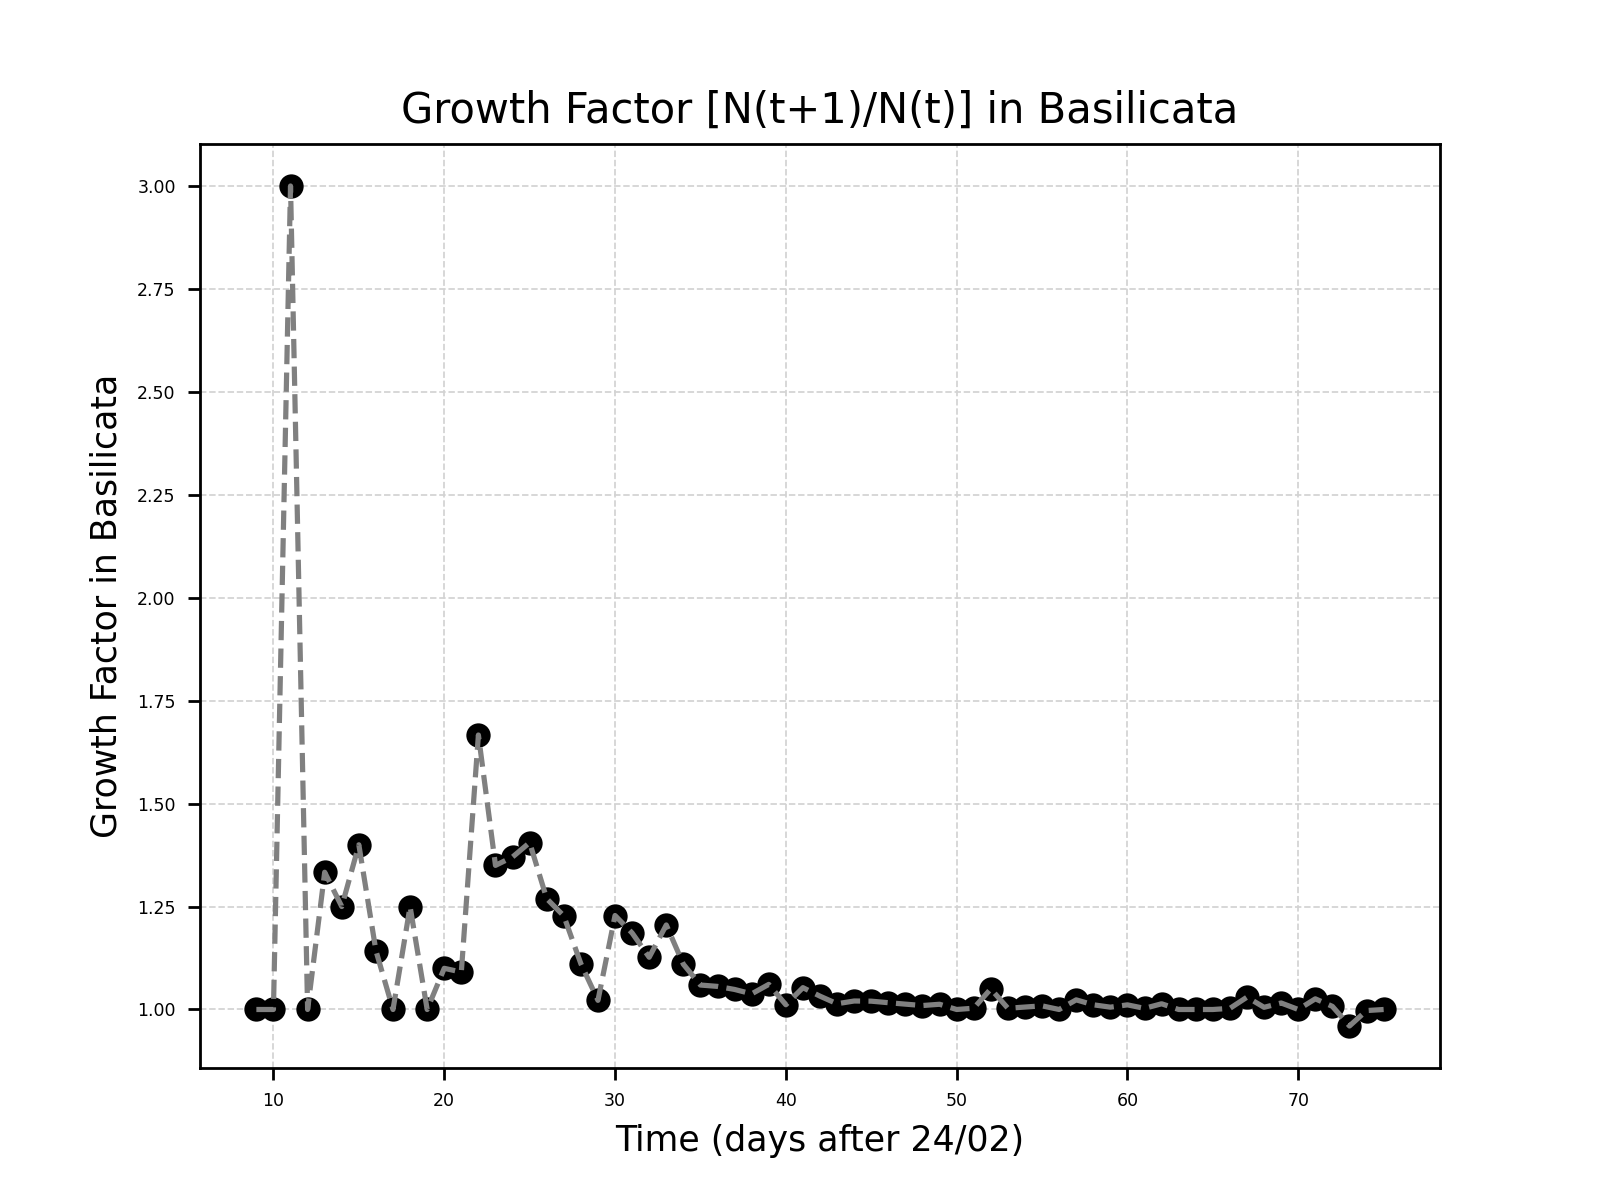 Growth Factor [N(t+1)/N(t)] in Basilicata
Growth Factor in Basilicata
3.00
2.75
2.50
2.25
2.00
1.75
1.50
1.25
1.00
10 20 30 40 50 60 70
Time (days after 24/02)